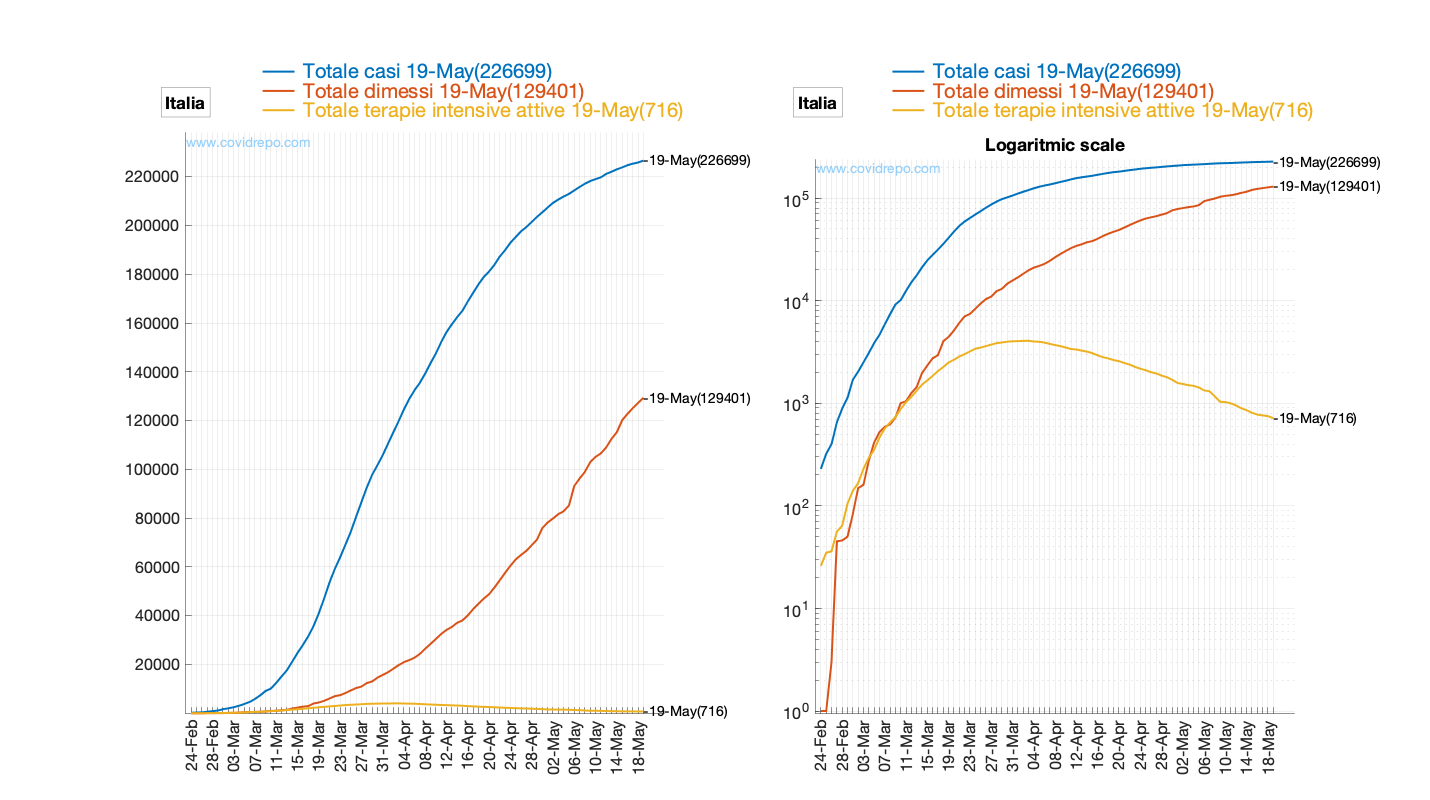 Totale casi 19-May(226699)
Totale dimessi 19-May(129401)
Totale terapie intensive attive 19-May(716)
Italia
www.covidrepo.com
220000
200000
180000
160000
140000
120000
100000
80000
60000
40000
20000
19-May(226699)
19-May(129401)
19-May(716)
24-Feb
28-Feb
03-Mar
07-Mar
11-Mar
15-Mar
19-Mar
23-Mar
27-Mar
31-Mar
04-Apr
08-Apr
12-Apr
16-Apr
20-Apr
24-Apr
28-Apr
02-May
06-May
10-May
14-May
18-May
Totale casi 19-May(226699)
Totale dimessi 19-May(129401)
Totale terapie intensive attive 19-May(716)
Italia
Logaritmic scale
www.covidrepo.com
10^5
10^4
10^3
10^2
10^1
10^0
19-May(226699)
19-May(129401)
19-May(716)
24-Feb
28-Feb
03-Mar
07-Mar
11-Mar
15-Mar
19-Mar
23-Mar
27-Mar
31-Mar
04-Apr
08-Apr
12-Apr
16-Apr
20-Apr
24-Apr
28-Apr
02-May
06-May
10-May
14-May
18-May